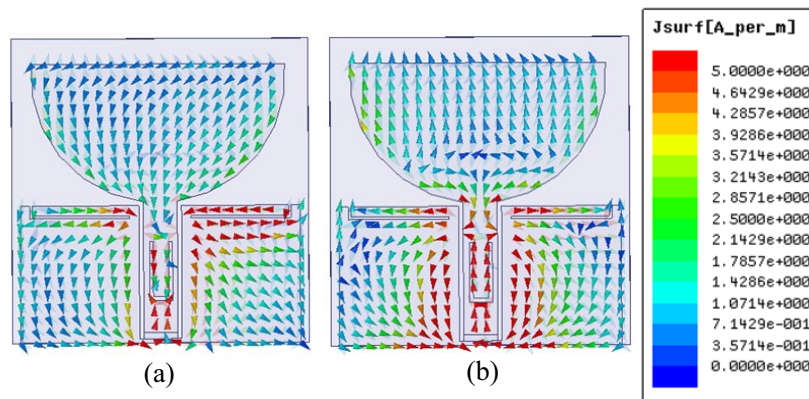 Jsurf[A_per_m]
5.0000e+000
4.6429e+000
4.2857e+000
3.9286e+000
3.5714e+000
3.2143e+000
2.8571e+000
2.5000e+000
2.1429e+000
1.7857e+000
1.4286e+000
1.0714e+000
7.1429e-001
3.5714e-001
0.0000e+000
(a)
(b)